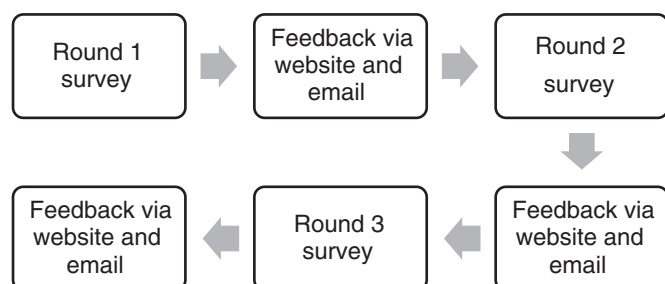 Round 1
survey
Feedback via
website and
email
Round 2
survey
Feedback via
website and
email
Round 3
survey
Feedback via
website and
email